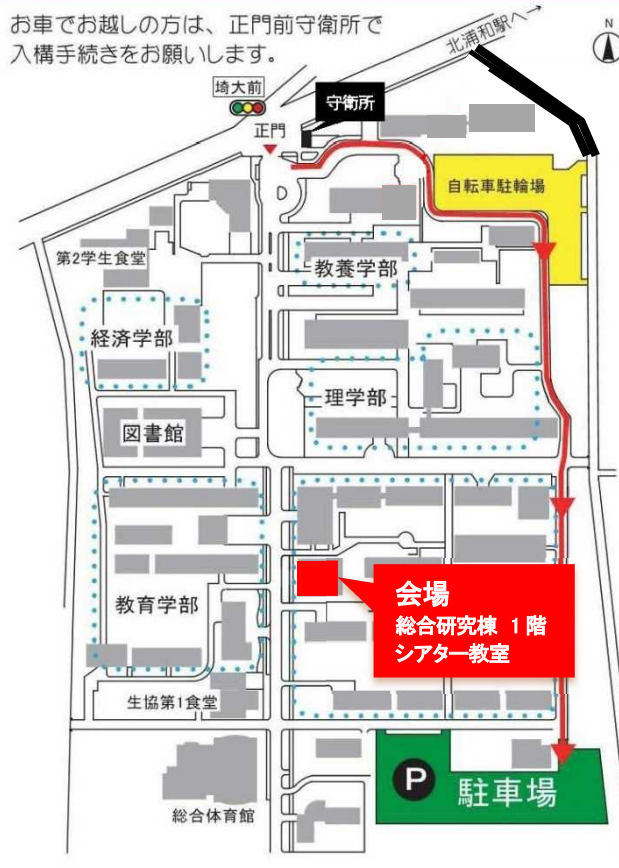 お車でお越しの方は、正門前守衛所で
入構手続きをお願いします。
北浦和駅へ→
N
埼大前
守衛所
正門
自転車駐輪場
第2学生食堂
教養学部
経済学部
理学部
図書館
会場
総合研究棟 1階
シアター教室
教育学部
生協第1食堂
P
駐車場
総合体育館